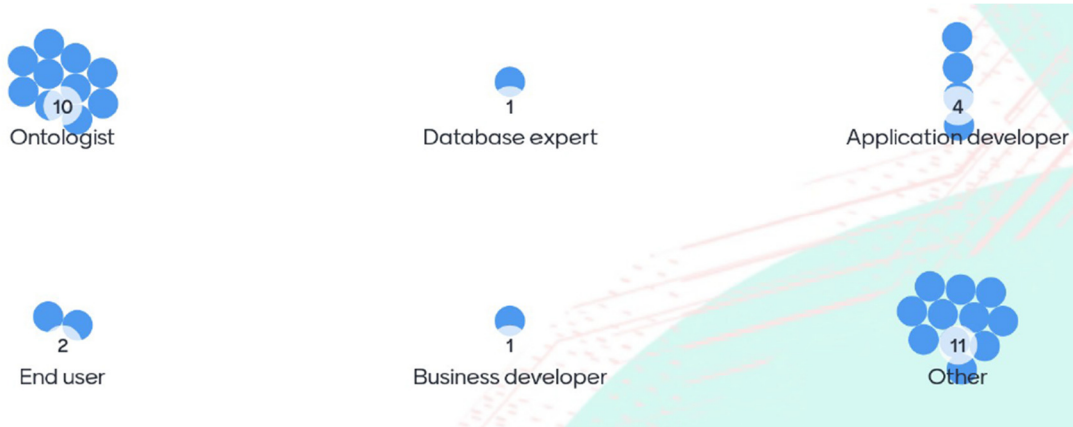 10
Ontologist
1
Database expert
4
Application developer
2
End user
1
Business developer
11
Other